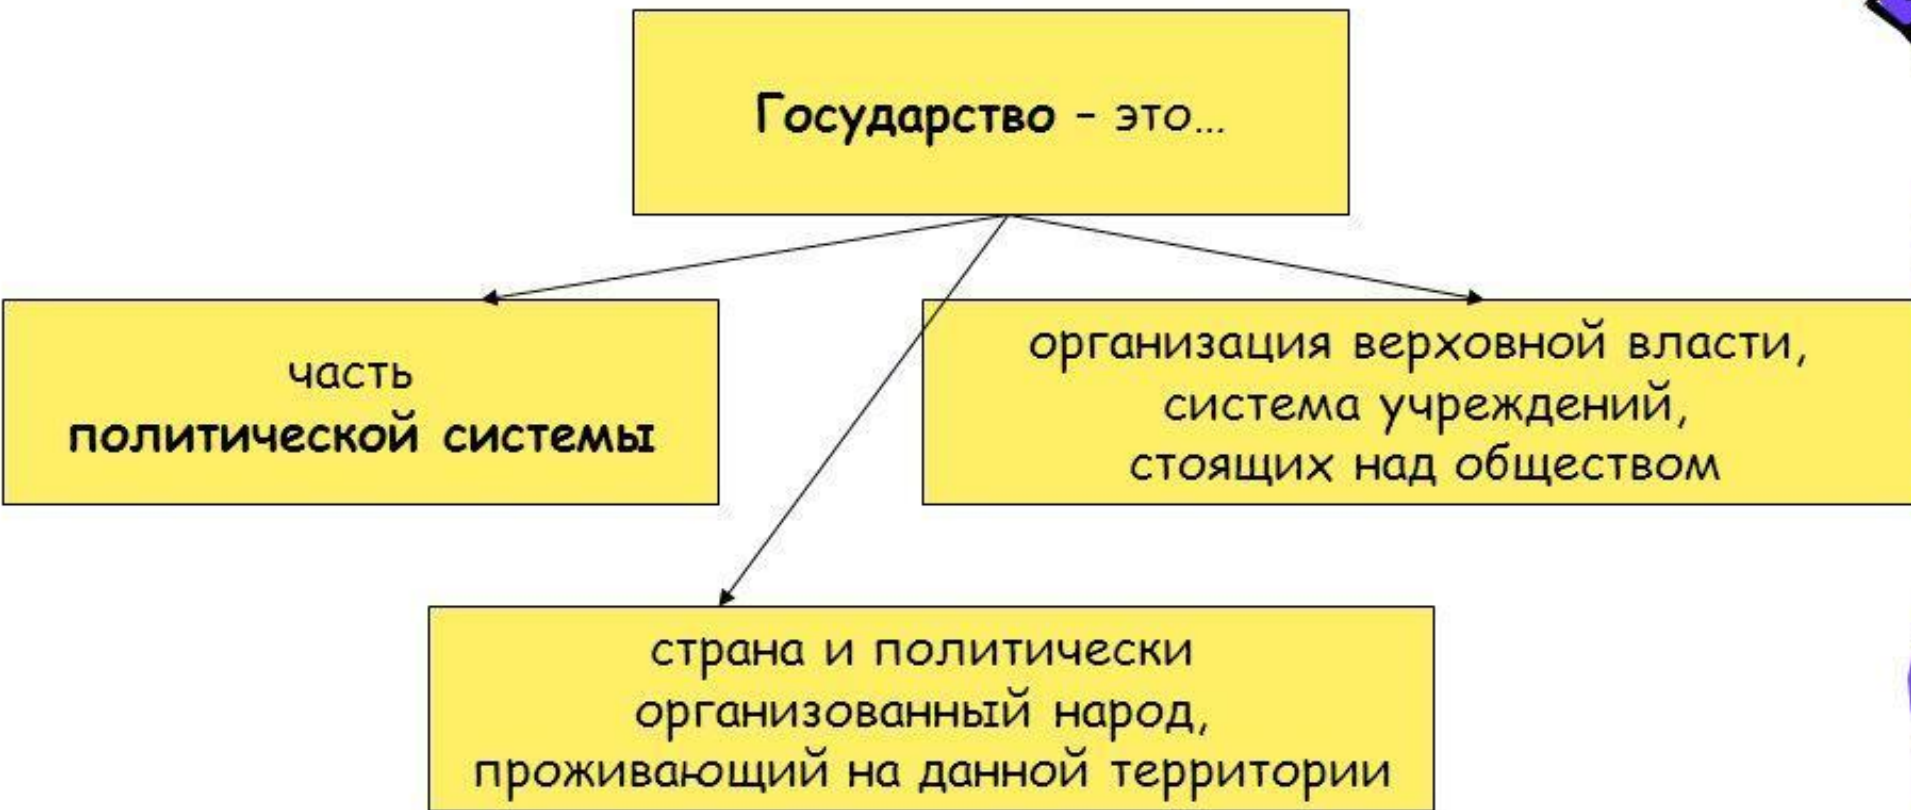 Государство – это...
часть
политической системы
организация верховной власти,
система учреждений,
стоящих над обществом
страна и политически
организованный народ,
проживающий на данной территории